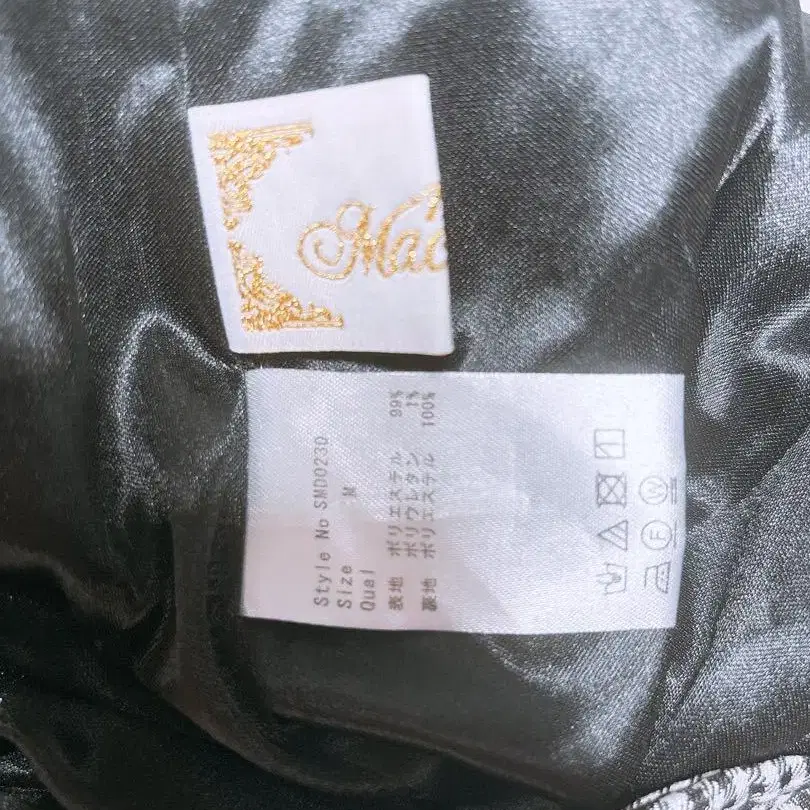 Mac
Style No SMD0230
Size M
Qual
表地 ポリエステル 99%
ポリウレタン 1%
裏地 ポリエステル 100%
F
W